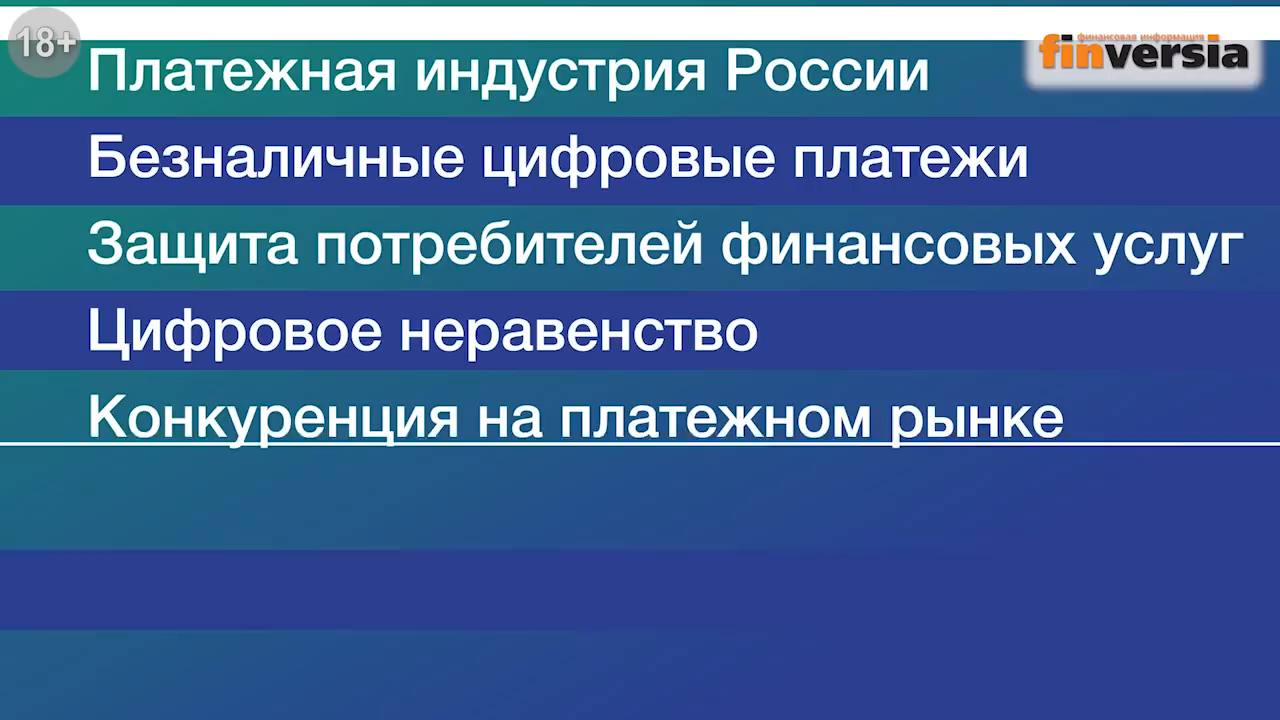 18+
финансовая информация
finversia
Платежная индустрия России
Безналичные цифровые платежи
Защита потребителей финансовых услуг
Цифровое неравенство
Конкуренция на платежном рынке